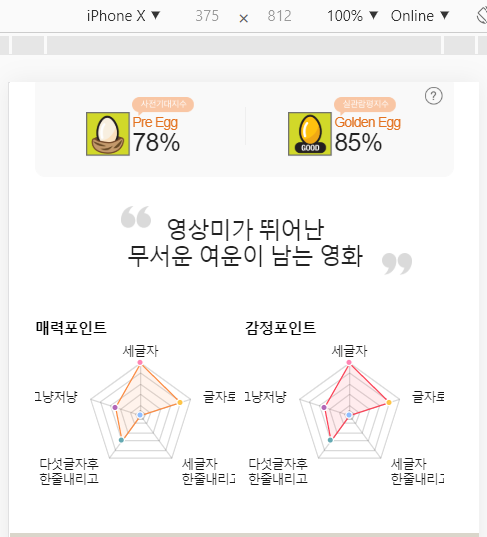 iPhone X ▼ 375 × 812 100% ▼ Online ▼
사전기대지수
Pre Egg
78%
실관람평지수
Golden Egg
85%
GOOD
?
“ 영상미가 뛰어난
무서운 여운이 남는 영화 ”
매력포인트
세글자
글자로
세글자
한줄내리고
다섯글자후
한줄내리고
1냥저냥
감정포인트
세글자
글자로
세글자
한줄내리고
다섯글자후
한줄내리고
1냥저냥